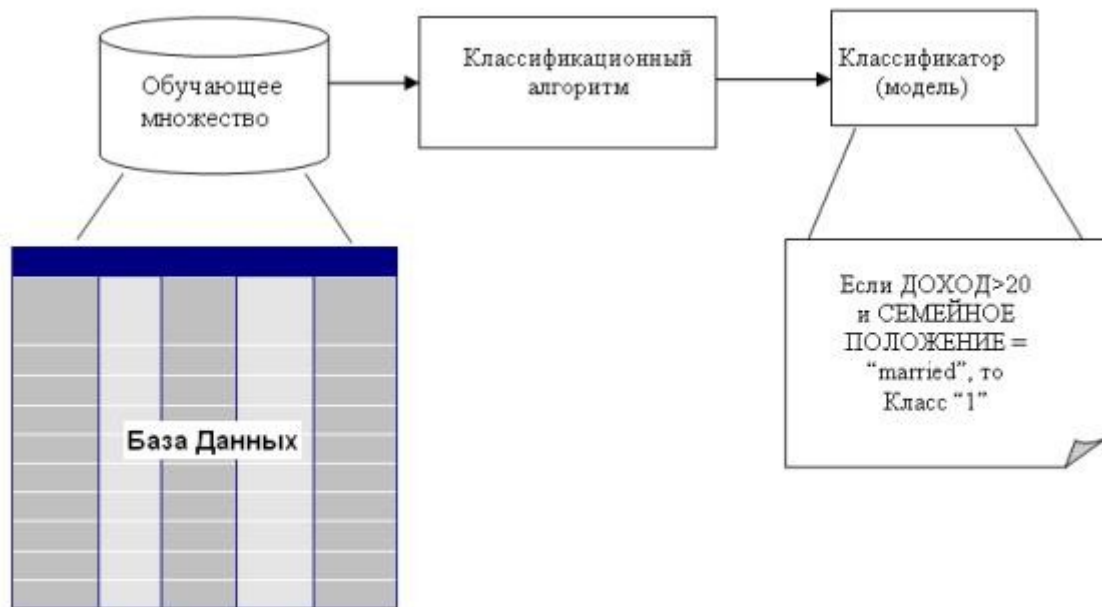 Обучающее
множество
Классификационный
алгоритм
Классификатор
(модель)
База Данных
Если ДОХОД>20
и СЕМЕЙНОЕ
ПОЛОЖЕНИЕ =
“married”, то
Класс “1”